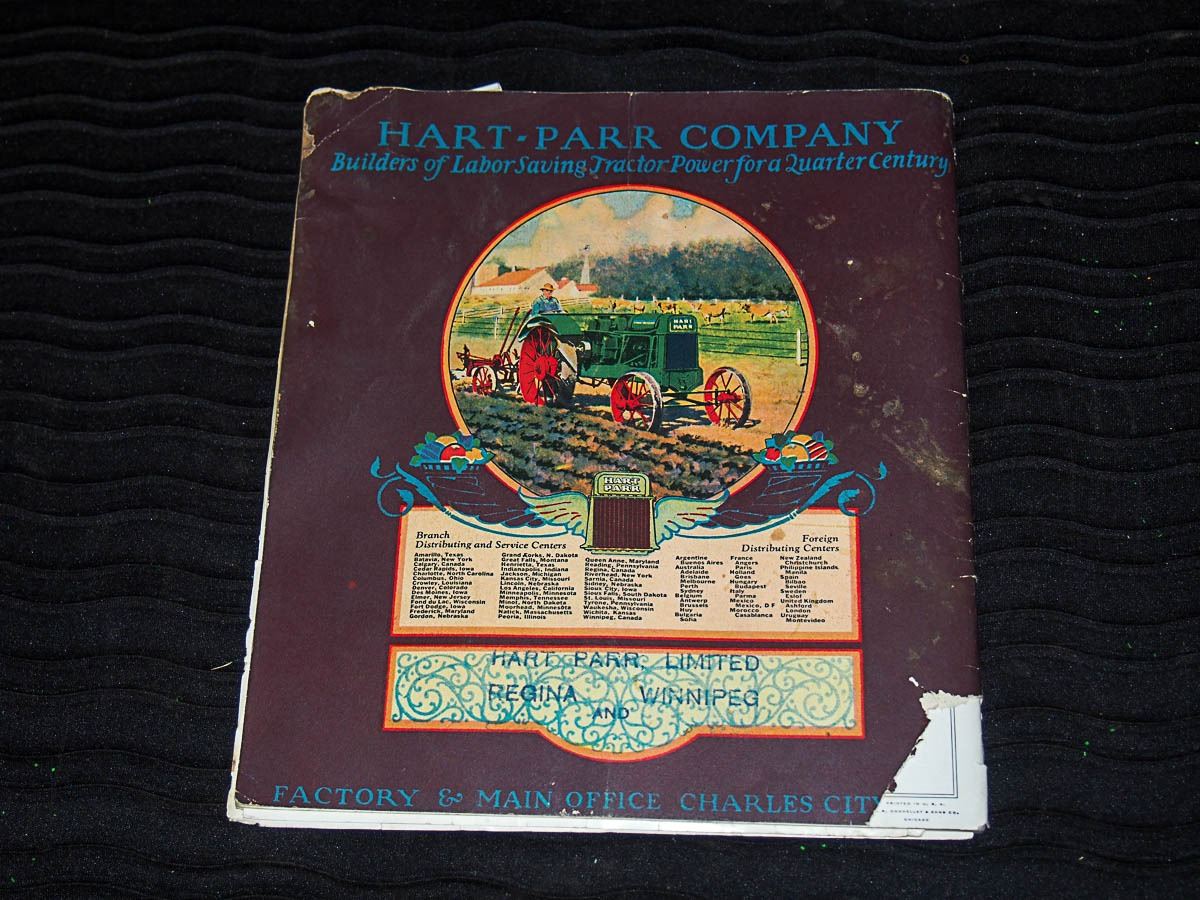 HART-PARR COMPANY
Builders of Labor Saving Tractor Power for a Quarter Century
HART
PARR
HART
PARR
Branch
Distributing and Service Centers
Amarillo, Texas
Batavia, New York
Calgary, Canada
Cedar Rapids, Iowa
Charlotte, North Carolina
Columbus, Ohio
Crowley, Louisiana
Denver, Colorado
Des Moines, Iowa
Elmer, New Jersey
Fond du Lac, Wisconsin
Fort Dodge, Iowa
Frederick, Maryland
Gordon, Nebraska
Grand Forks, N. Dakota
Great Falls, Montana
Henrietta, Texas
Indianapolis, Indiana
Jackson, Michigan
Kansas City, Missouri
Lincoln, Nebraska
Los Angeles, California
Minneapolis, Minnesota
Memphis, Tennessee
Minot, North Dakota
Moorhead, Minnesota
Natick, Massachusetts
Peoria, Illinois
Queen Anne, Maryland
Reading, Pennsylvania
Regina, Canada
Riverhead, New York
Sarnia, Canada
Sidney, Nebraska
Sioux City, Iowa
Sioux Falls, South Dakota
St. Louis, Missouri
Tyrone, Pennsylvania
Waukesha, Wisconsin
Wichita, Kansas
Winnipeg, Canada
Foreign
Distributing Centers
Argentine
Buenos Aires
Australia
Adelaide
Brisbane
Melbourne
Perth
Sydney
Belgium
Antwerp
Brussels
Huy
Bulgaria
Sofia
France
Angers
Paris
Holland
Goes
Hungary
Budapest
Italy
Parma
Mexico
Mexico, D F
Morocco
Casablanca
New Zealand
Christchurch
Philippine Islands
Manila
Spain
Bilbao
Seville
Sweden
Eslof
United Kingdom
Ashford
London
Uruguay
Montevideo
HART PARR, LIMITED
REGINA WINNIPEG
AND
FACTORY & MAIN OFFICE CHARLES CITY
PRINTED IN U. S. A.
DONNELLEY & SONS CO.
CHICAGO